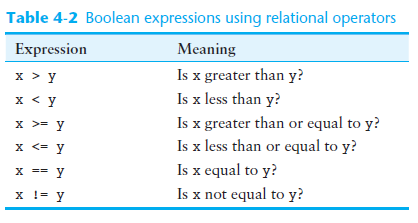 Table 4-2 Boolean expressions using relational operators
Expression Meaning
x > y Is x greater than y?
x < y Is x less than y?
x >= y Is x greater than or equal to y?
x <= y Is x less than or equal to y?
x == y Is x equal to y?
x != y Is x not equal to y?